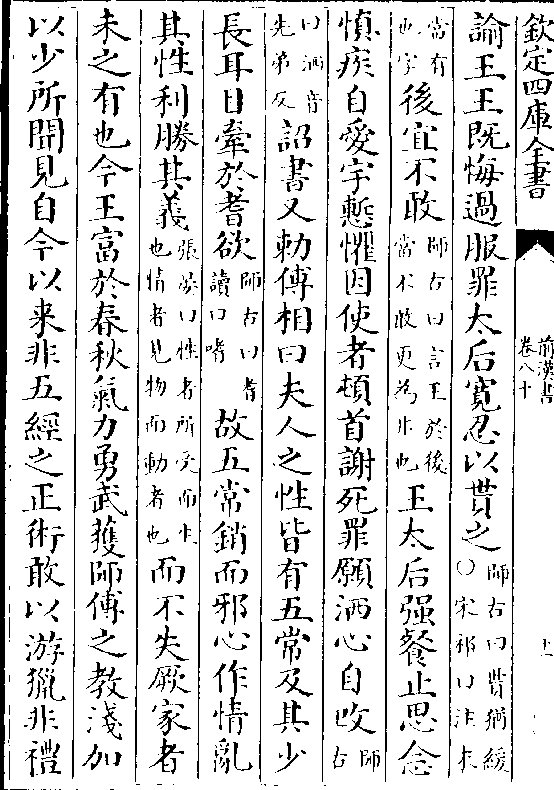 欽定四庫全書
前漢書
卷八十
十一
諭王王既悔過服罪太后寛忍以貰之師古曰貰猶緩○宋祁曰注末
當有也字後宜不敢師古曰言王於後當不敢更為非也王太后强餐止思念
慎疾自愛宇慙懼因使者頓首謝死罪願洒心自改師古
曰洒音先弟反詔書又勅傅相曰夫人之性皆有五常及其少
長耳目牽於耆欲師古曰耆讀曰嗜故五常銷而邪心作情亂
其性利勝其義張晏曰性者所受而生也情者見物而動者也而不失厥家者
未之有也今王富於春秋氣力勇武獲師傅之教淺加
以少所聞見自今以来非五經之正術敢以游獵非禮